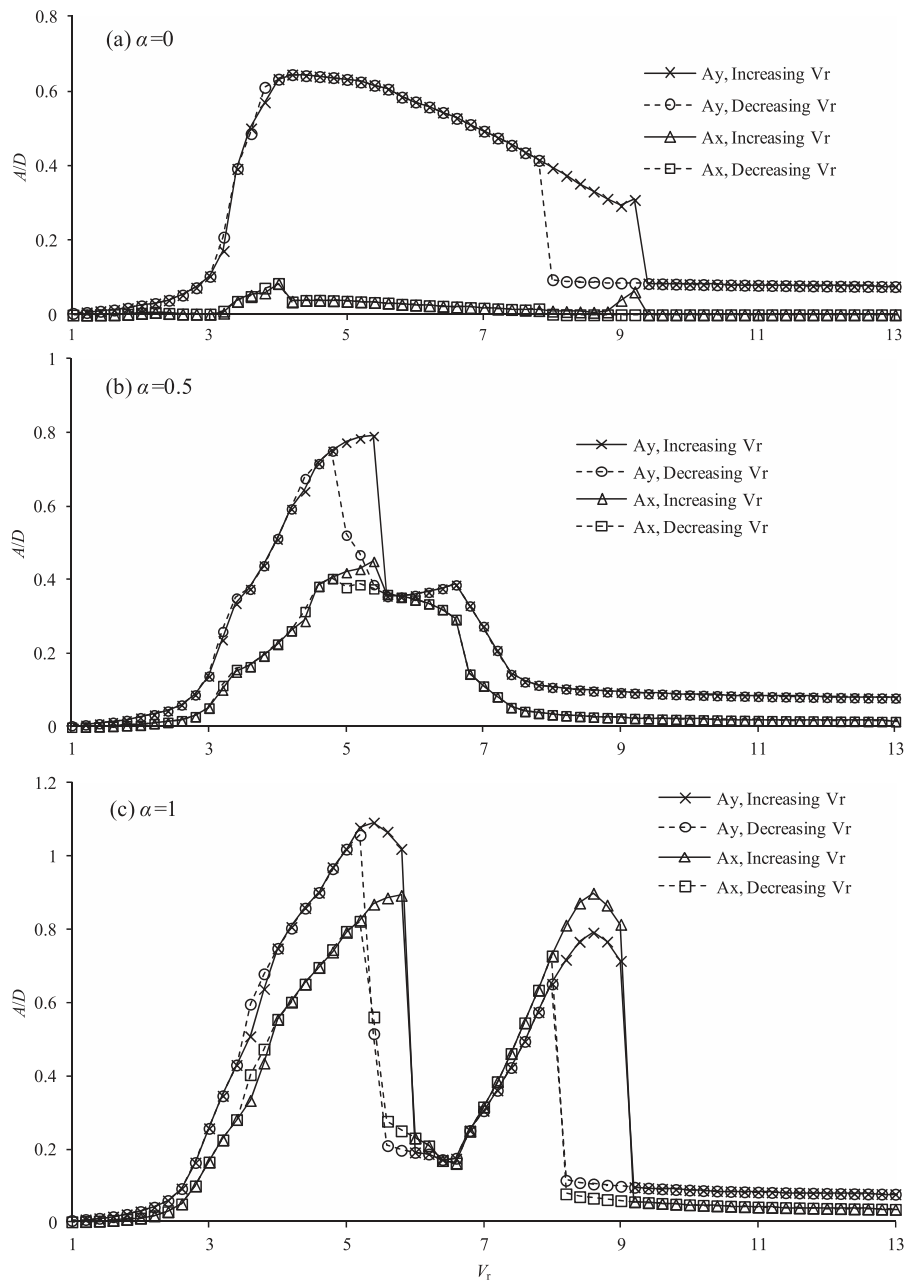 0.8
(a) α=0
Ay, Increasing Vr
Ay, Decreasing Vr
Ax, Increasing Vr
Ax, Decreasing Vr
0.6
A/D
0.4
0.2
0
1 3 5 7 9 11 13
1
(b) α=0.5
Ay, Increasing Vr
Ay, Decreasing Vr
Ax, Increasing Vr
Ax, Decreasing Vr
0.8
0.6
A/D
0.4
0.2
0
1 3 5 7 9 11 13
1.2
(c) α=1
Ay, Increasing Vr
Ay, Decreasing Vr
Ax, Increasing Vr
Ax, Decreasing Vr
1
0.8
A/D
0.6
0.4
0.2
0
1 3 5 7 9 11 13
Vr